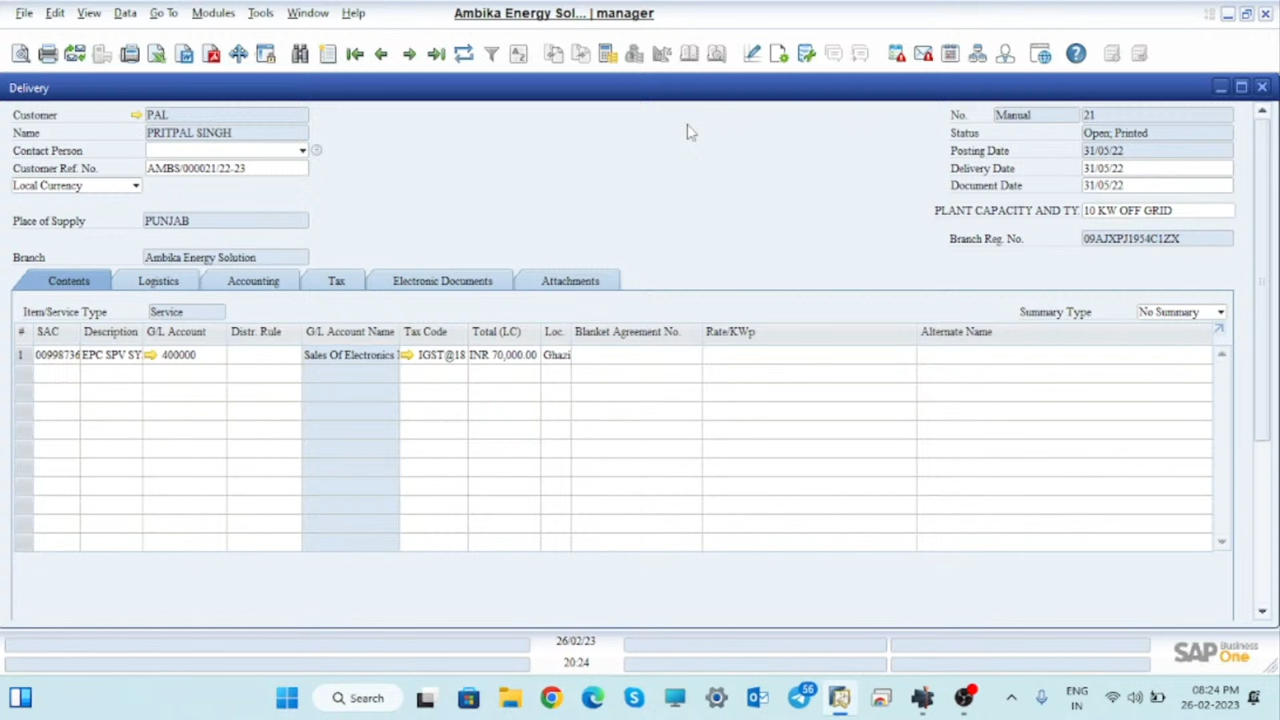 File Edit View Data Go To Modules Tools Window Help Ambika Energy Sol... | manager
Delivery
Customer PAL
Name PRITPAL SINGH
Contact Person
Customer Ref. No. AMBS/000021/22-23
Local Currency
Place of Supply PUNJAB
Branch Ambika Energy Solution
No. Manual 21
Status Open; Printed
Posting Date 31/05/22
Delivery Date 31/05/22
Document Date 31/05/22
PLANT CAPACITY AND TY. 10 KW OFF GRID
Branch Reg. No. 09AJXPJ1954C1ZX
Contents Logistics Accounting Tax Electronic Documents Attachments
Item/Service Type Service Summary Type No Summary
# SAC Description G/L Account Distr. Rule G/L Account Name Tax Code Total (LC) Loc. Blanket Agreement No. Rate/KWp Alternate Name
1 00998736 EPC SPV SY 400000 Sales Of Electronics IGST@18 INR 70,000.00 Ghazi
26/02/23
20:24
SAP Business One
Search
56
ENG
IN
08:24 PM
26-02-2023